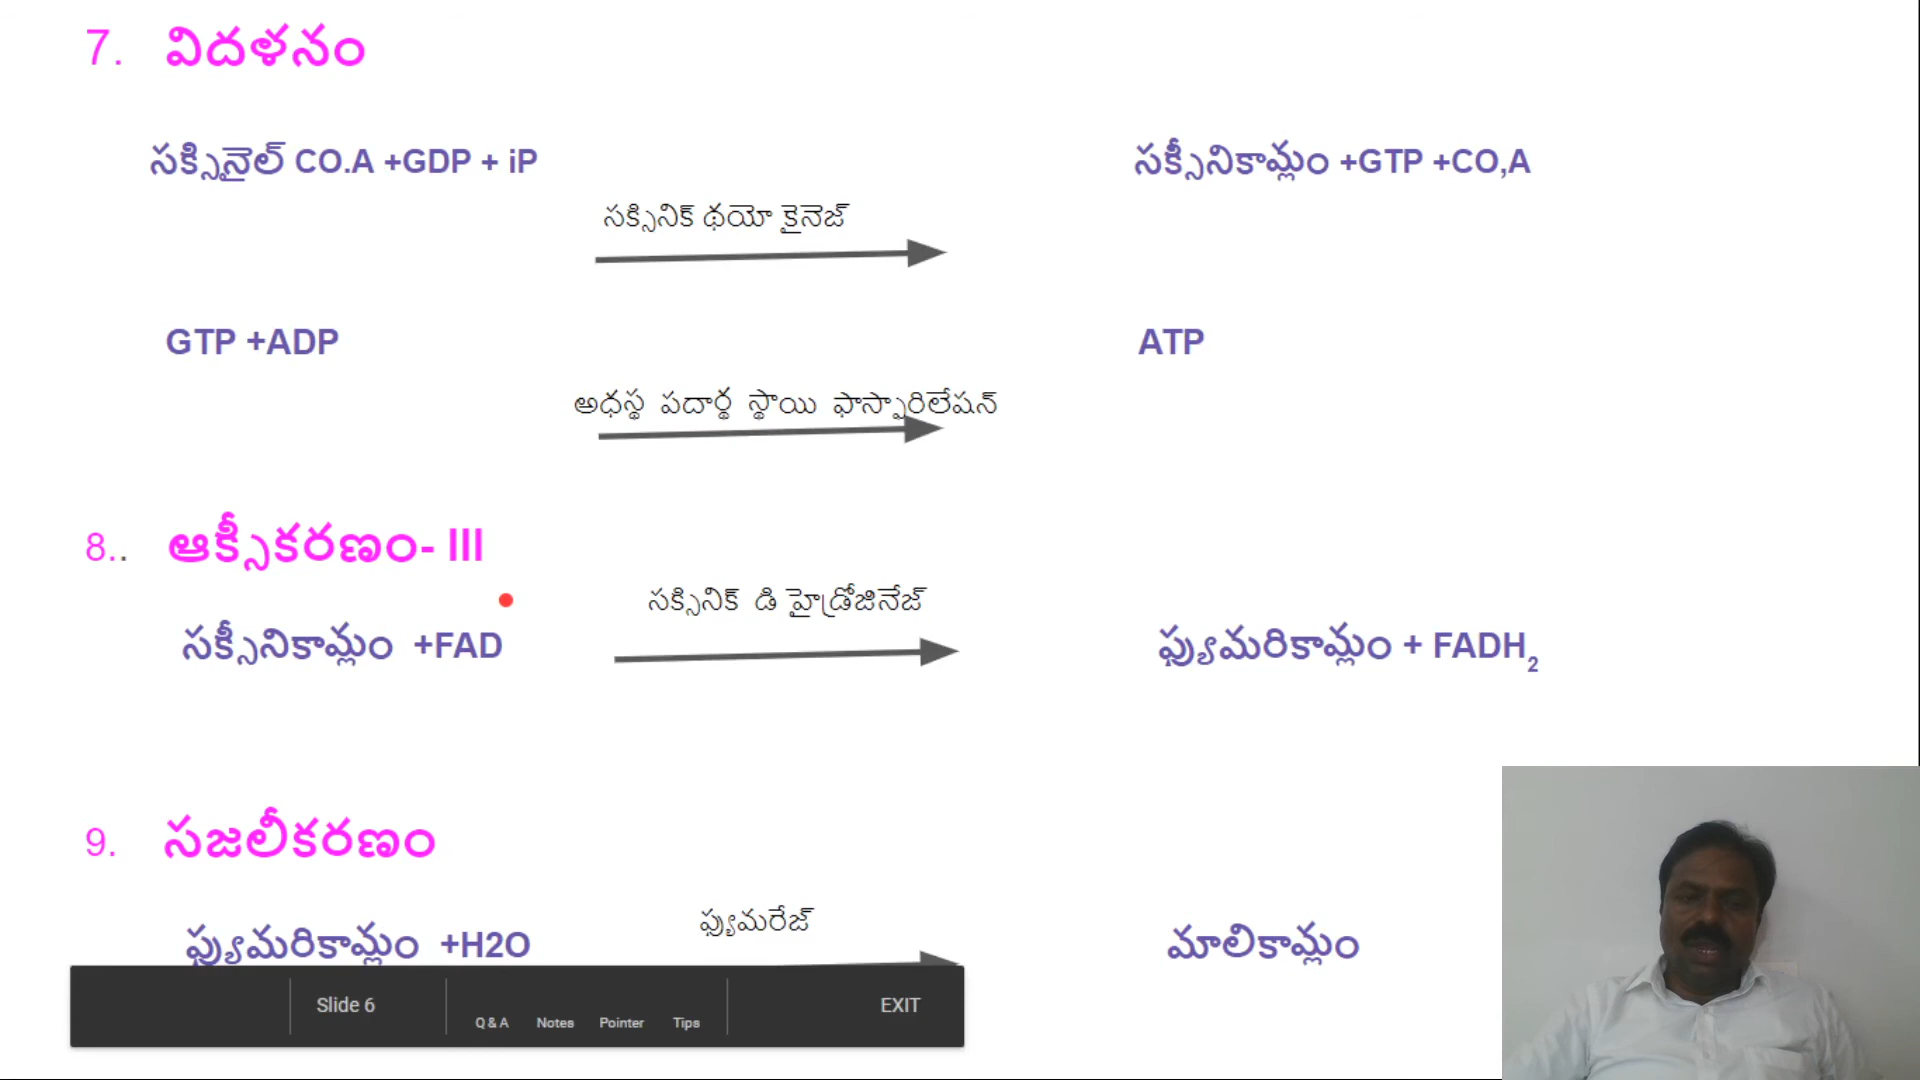 7. విదళనం
సక్సినైల్ CO.A +GDP + iP
సక్సీనికామ్లం +GTP +CO,A
సక్సినిక్ థయో కైనెజ్
GTP +ADP
ATP
అధస్థ పదార్థ స్థాయి ఫాస్ఫారిలేషన్
8.. ఆక్సీకరణం- III
సక్సినిక్ డి హైడ్రోజినేజ్
సక్సీనికామ్లం +FAD
ఫ్యుమరికామ్లం + FADH2
9. సజలీకరణం
ఫ్యుమరేజ్
ఫ్యుమరికామ్లం +H2O
మాలికామ్లం
Slide 6
Q & A Notes Pointer Tips
EXIT